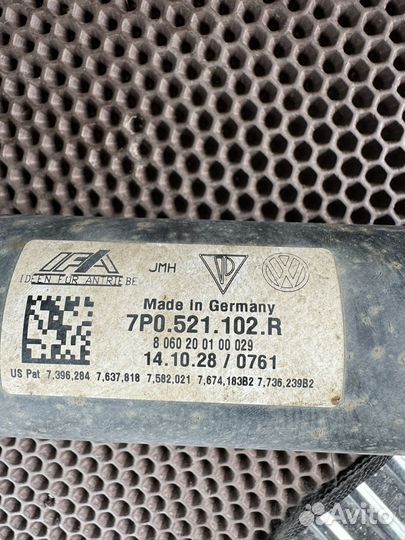 IFA
IDEEN FÜR ANTRIEBE
JMH
Made in Germany
7P0.521.102.R
8 060 20 0 1 00 029
14.10.28 / 0761
US Pat 7,396,284 7,637,818 7,582,021 7,674,183B2 7,736,239B2
Avito